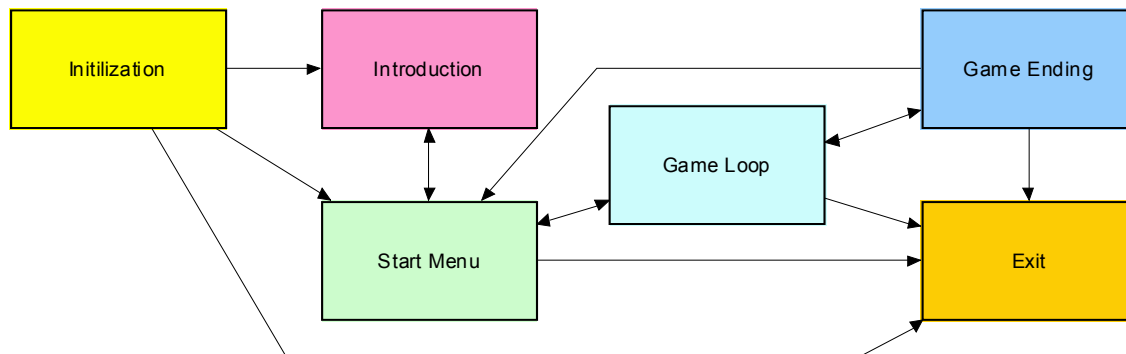 Initilization
Introduction
Game Ending
Game Loop
Start Menu
Exit